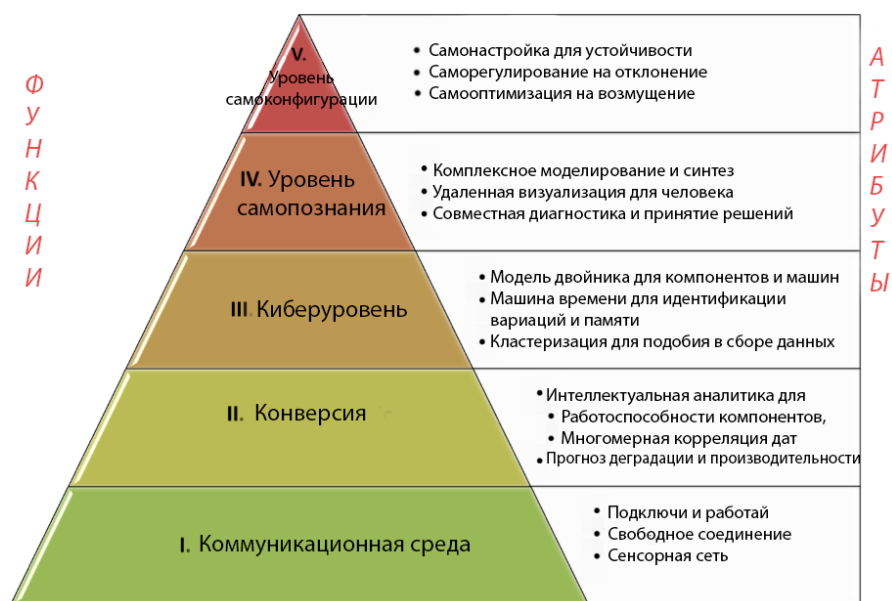 ФУНКЦИИ
АТРИБУТЫ
V.
Уровень
самоконфигурации
• Самонастройка для устойчивости
• Саморегулирование на отклонение
• Самооптимизация на возмущение
IV. Уровень
самопознания
• Комплексное моделирование и синтез
• Удаленная визуализация для человека
• Совместная диагностика и принятие решений
III. Киберуровень
• Модель двойника для компонентов и машин
• Машина времени для идентификации
вариаций и памяти
• Кластеризация для подобия в сборе данных
II. Конверсия
• Интеллектуальная аналитика для
• Работоспособности компонентов,
• Многомерная корреляция дат
• Прогноз деградации и производительности
I. Коммуникационная среда
• Подключи и работай
• Свободное соединение
• Сенсорная сеть